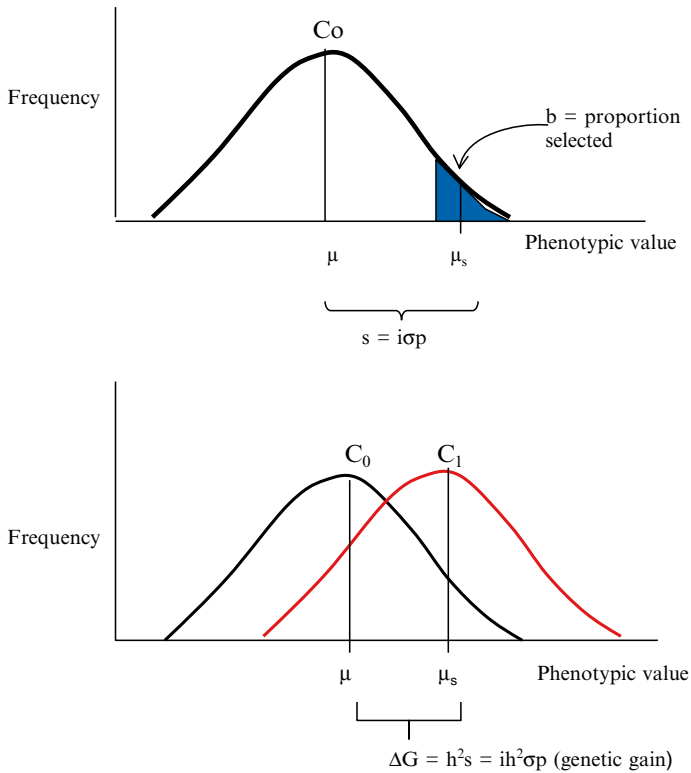 Co
Frequency
b = proportion
selected
Phenotypic value
μ
μₛ
s = iσp
C₀
C₁
Frequency
μ
μₛ
Phenotypic value
ΔG = h²s = ih²σp (genetic gain)